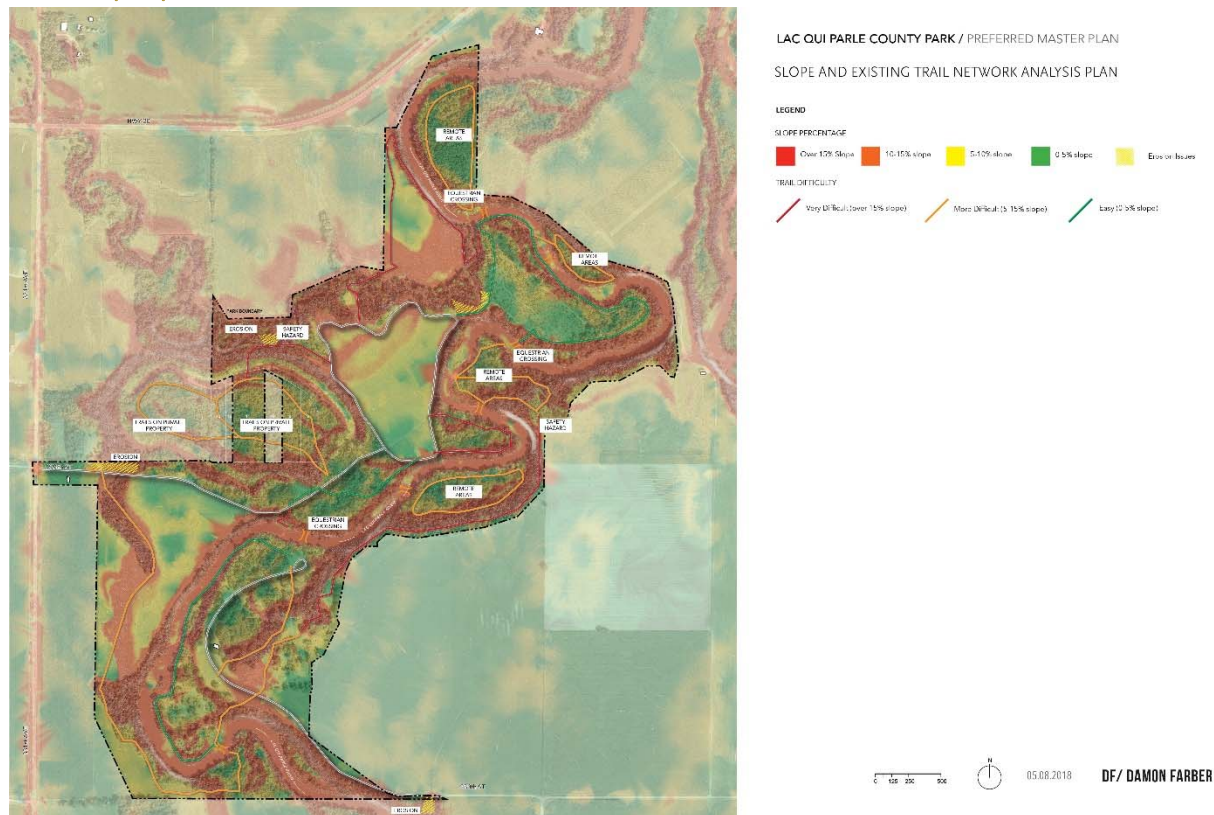 LAC QUI PARLE COUNTY PARK / PREFERRED MASTER PLAN
SLOPE AND EXISTING TRAIL NETWORK ANALYSIS PLAN
LEGEND
SLOPE PERCENTAGE
Over 15% Slope
10-15% slope
5-10% slope
0-5% slope
Erosion Issues
TRAIL DIFFICULTY
Very Difficult (over 15% slope)
More Difficult (5-15% slope)
Easy (0-5% slope)
REMOTE
AREAS
EQUESTRIAN
CROSSING
REMOTE
AREAS
PARK BOUNDARY
EROSION
SAFETY
HAZARD
EQUESTRIAN
CROSSING
REMOTE
AREAS
TRAILS ON PRIVATE
PROPERTY
TRAILS ON PRIVATE
PROPERTY
SAFETY
HAZARD
EROSION
REMOTE
AREAS
EQUESTRIAN
CROSSING
EROSION
0 125 250 500
N
05.08.2018
DF/ DAMON FARBER